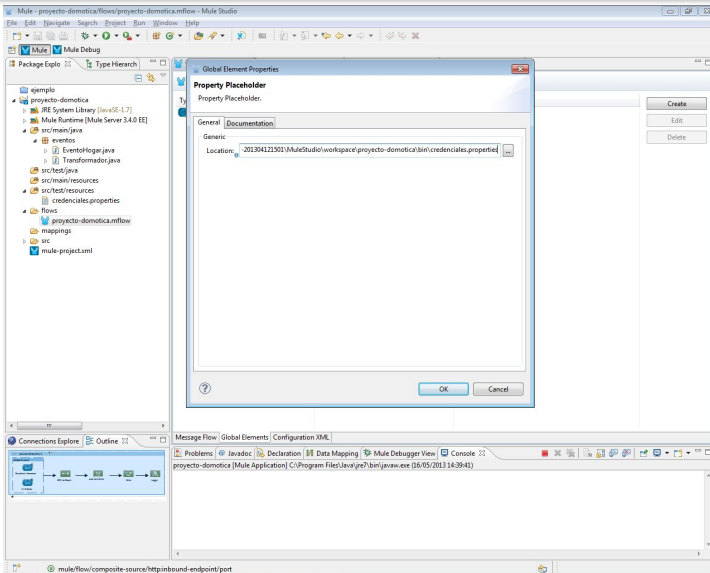 Mule - proyecto-domotica/flows/proyecto-domotica.mflow - Mule Studio
File Edit Navigate Search Project Run Window Help
Mule Mule Debug
Package Explo Type Hierarch
ejemplo
proyecto-domotica
JRE System Library [JavaSE-1.7]
Mule Runtime [Mule Server 3.4.0 EE]
src/main/java
eventos
EventoHogar.java
Transformador.java
src/test/java
src/main/resources
src/test/resources
credenciales.properties
flows
proyecto-domotica.mflow
mappings
src
mule-project.xml
Ty
Create
Edit
Delete
Global Element Properties
Property Placeholder
Property Placeholder.
General Documentation
Generic
Location: -201304121501\MuleStudio\workspace\proyecto-domotica\bin\credenciales.properties ...
OK Cancel
Message Flow Global Elements Configuration XML
Connections Explore Outline
Problems Javadoc Declaration Data Mapping Mule Debugger View Console
proyecto-domotica [Mule Application] C:\Program Files\Java\jre7\bin\javaw.exe (16/05/2013 14:39:41)
mule/flow/composite-source/http:inbound-endpoint/port